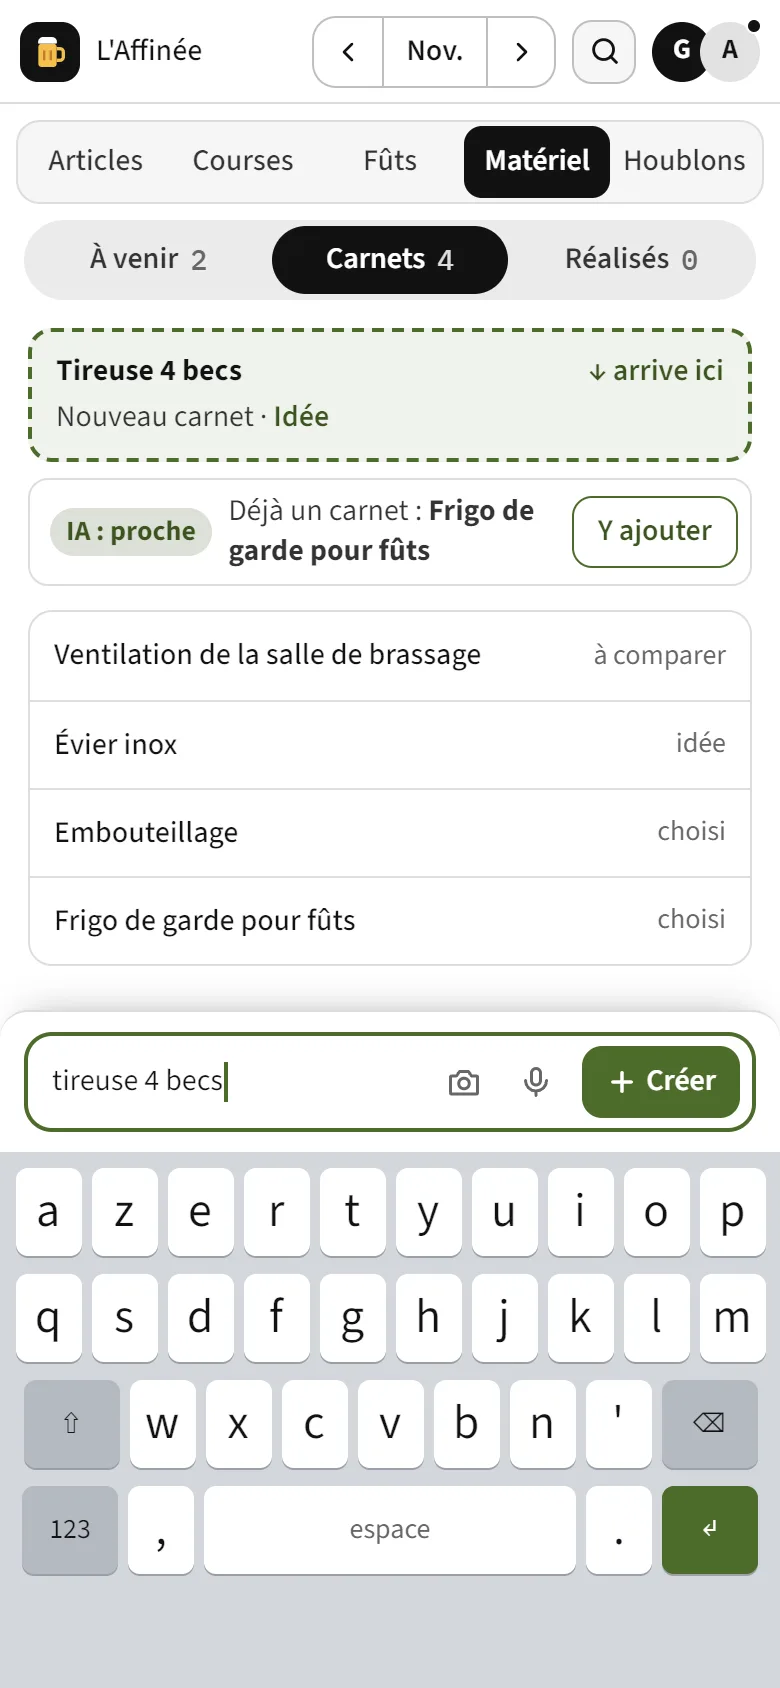 L'Affinée
Nov.
G A
Articles Courses Fûts Matériel Houblons
À venir 2 Carnets 4 Réalisés 0
Tireuse 4 becs ↓ arrive ici
Nouveau carnet · Idée
IA : proche Déjà un carnet : Frigo de garde pour fûts Y ajouter
Ventilation de la salle de brassage à comparer
Évier inox idée
Embouteillage choisi
Frigo de garde pour fûts choisi
tireuse 4 becs + Créer
a z e r t y u i o p
q s d f g h j k l m
⇧ w x c v b n ' ⌫
123 , espace . ↵